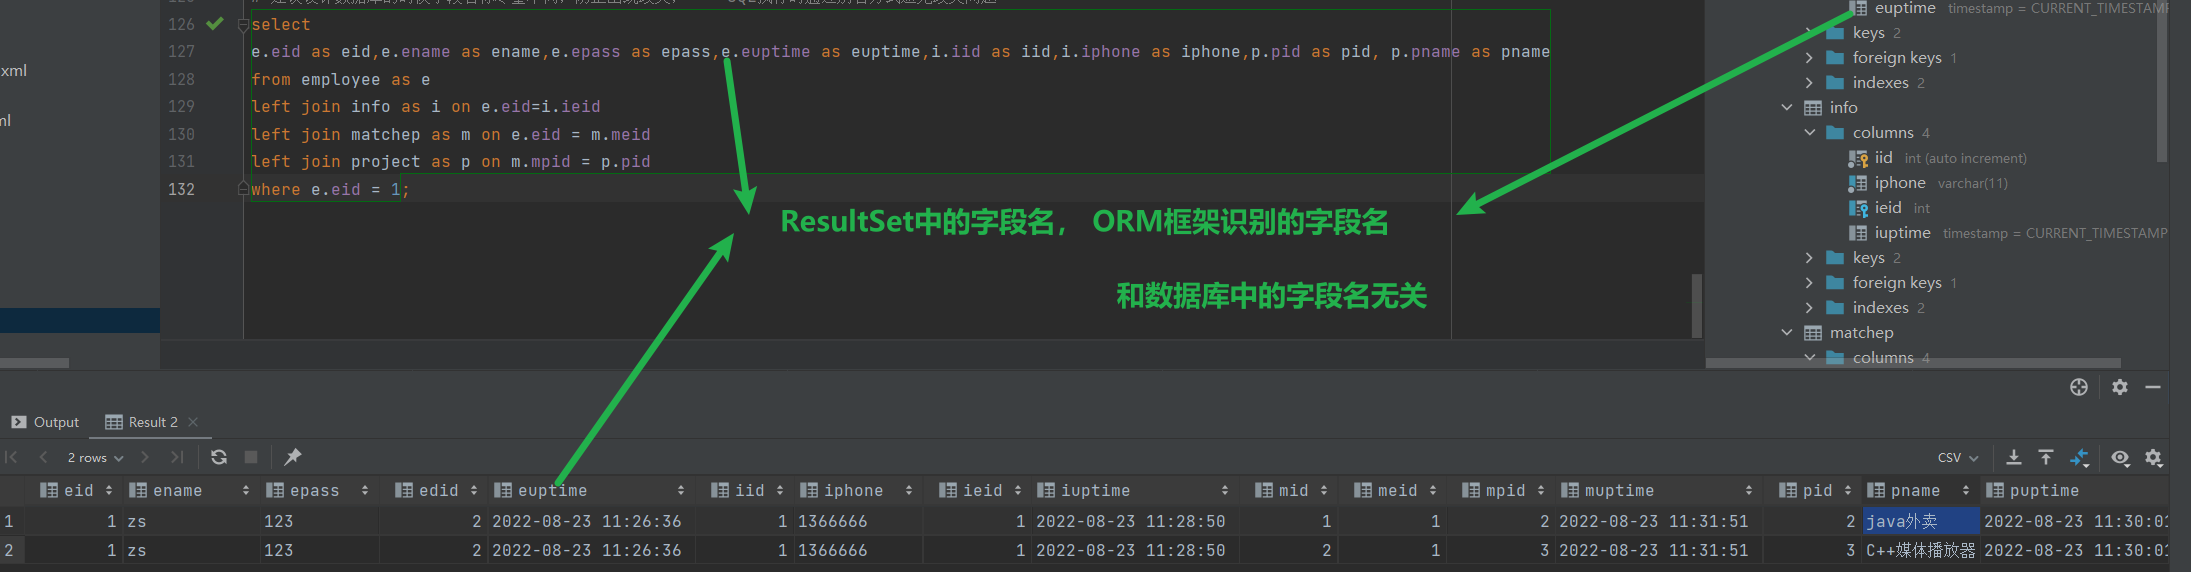 126 select
127 e.eid as eid,e.ename as ename,e.epass as epass,e.euptime as euptime,i.iid as iid,i.iphone as iphone,p.pid as pid, p.pname as pname
128 from employee as e
129 left join info as i on e.eid=i.ieid
130 left join matchep as m on e.eid = m.meid
131 left join project as p on m.mpid = p.pid
132 where e.eid = 1;
xml
ml
ResultSet中的字段名， ORM框架识别的字段名
和数据库中的字段名无关
euptime timestamp = CURRENT_TIMESTAMP
keys 2
foreign keys 1
indexes 2
info
columns 4
iid int (auto increment)
iphone varchar(11)
ieid int
iuptime timestamp = CURRENT_TIMESTAMP
keys 2
foreign keys 1
indexes 2
matchep
columns 4
Output Result 2
2 rows CSV
eid ename epass edid euptime iid iphone ieid iuptime mid meid mpid muptime pid pname puptime
1 1 zs 123 2 2022-08-23 11:26:36 1 1366666 1 2022-08-23 11:28:50 1 1 2 2022-08-23 11:31:51 2 java外卖 2022-08-23 11:30:01
2 1 zs 123 2 2022-08-23 11:26:36 1 1366666 1 2022-08-23 11:28:50 2 1 3 2022-08-23 11:31:51 3 C++媒体播放器 2022-08-23 11:30:01